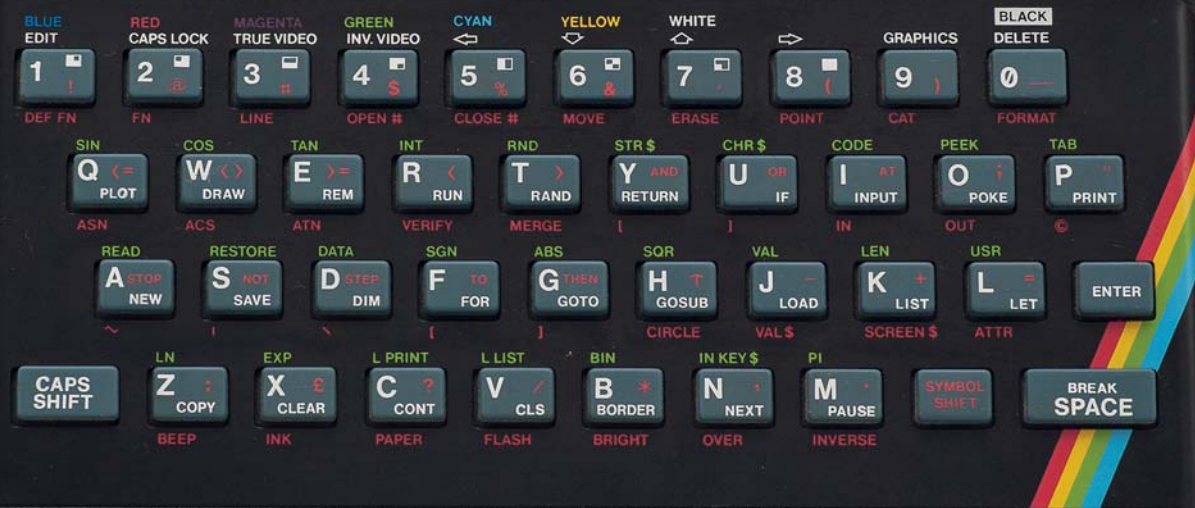 BLUE RED MAGENTA GREEN CYAN YELLOW WHITE BLACK
EDIT CAPS LOCK TRUE VIDEO INV. VIDEO GRAPHICS DELETE
1 ! 2 @ 3 # 4 $ 5 % 6 & 7 ' 8 ( 9 ) 0 _
DEF FN FN LINE OPEN # CLOSE # MOVE ERASE POINT CAT FORMAT
SIN COS TAN INT RND STR $ CHR $ CODE PEEK TAB
Q <= W <> E >= R < T > Y AND U OR I AT O ; P "
PLOT DRAW REM RUN RAND RETURN IF INPUT POKE PRINT
ASN ACS ATN VERIFY MERGE [ ] IN OUT ©
READ RESTORE DATA SGN ABS SQR VAL LEN USR
A STOP S NOT D STEP F TO G THEN H ↑ J – K + L = ENTER
NEW SAVE DIM FOR GOTO GOSUB LOAD LIST LET
~ | \ [ ] CIRCLE VAL $ SCREEN $ ATTR
LN EXP L PRINT L LIST BIN IN KEY $ PI
CAPS Z : X £ C ? V / B * N , M . SYMBOL BREAK
SHIFT COPY CLEAR CONT CLS BORDER NEXT PAUSE SHIFT SPACE
BEEP INK PAPER FLASH BRIGHT OVER INVERSE